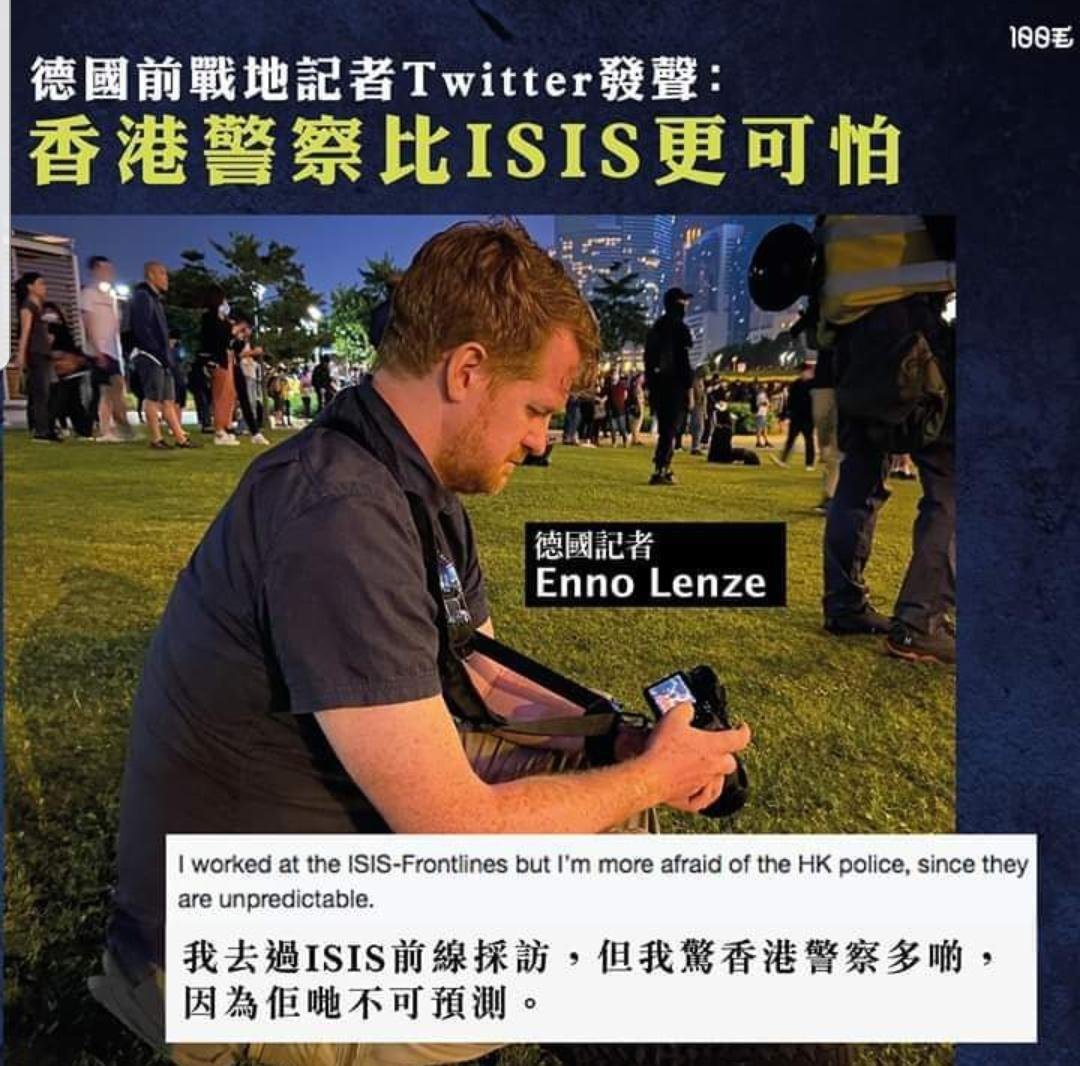 100毛
德國前戰地記者Twitter發聲：
香港警察比ISIS更可怕
德國記者
Enno Lenze
I worked at the ISIS-Frontlines but I'm more afraid of the HK police, since they
are unpredictable.
我去過ISIS前線採訪，但我驚香港警察多啲，
因為佢哋不可預測。